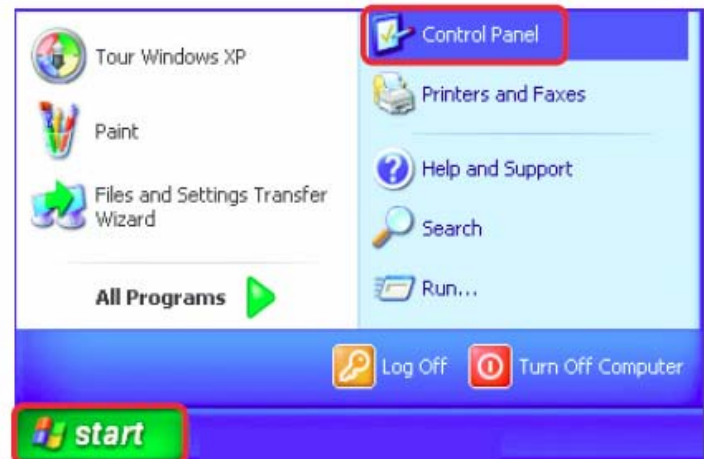 Tour Windows XP
Paint
Files and Settings Transfer
Wizard
All Programs
Control Panel
Printers and Faxes
Help and Support
Search
Run...
Log Off
Turn Off Computer
start